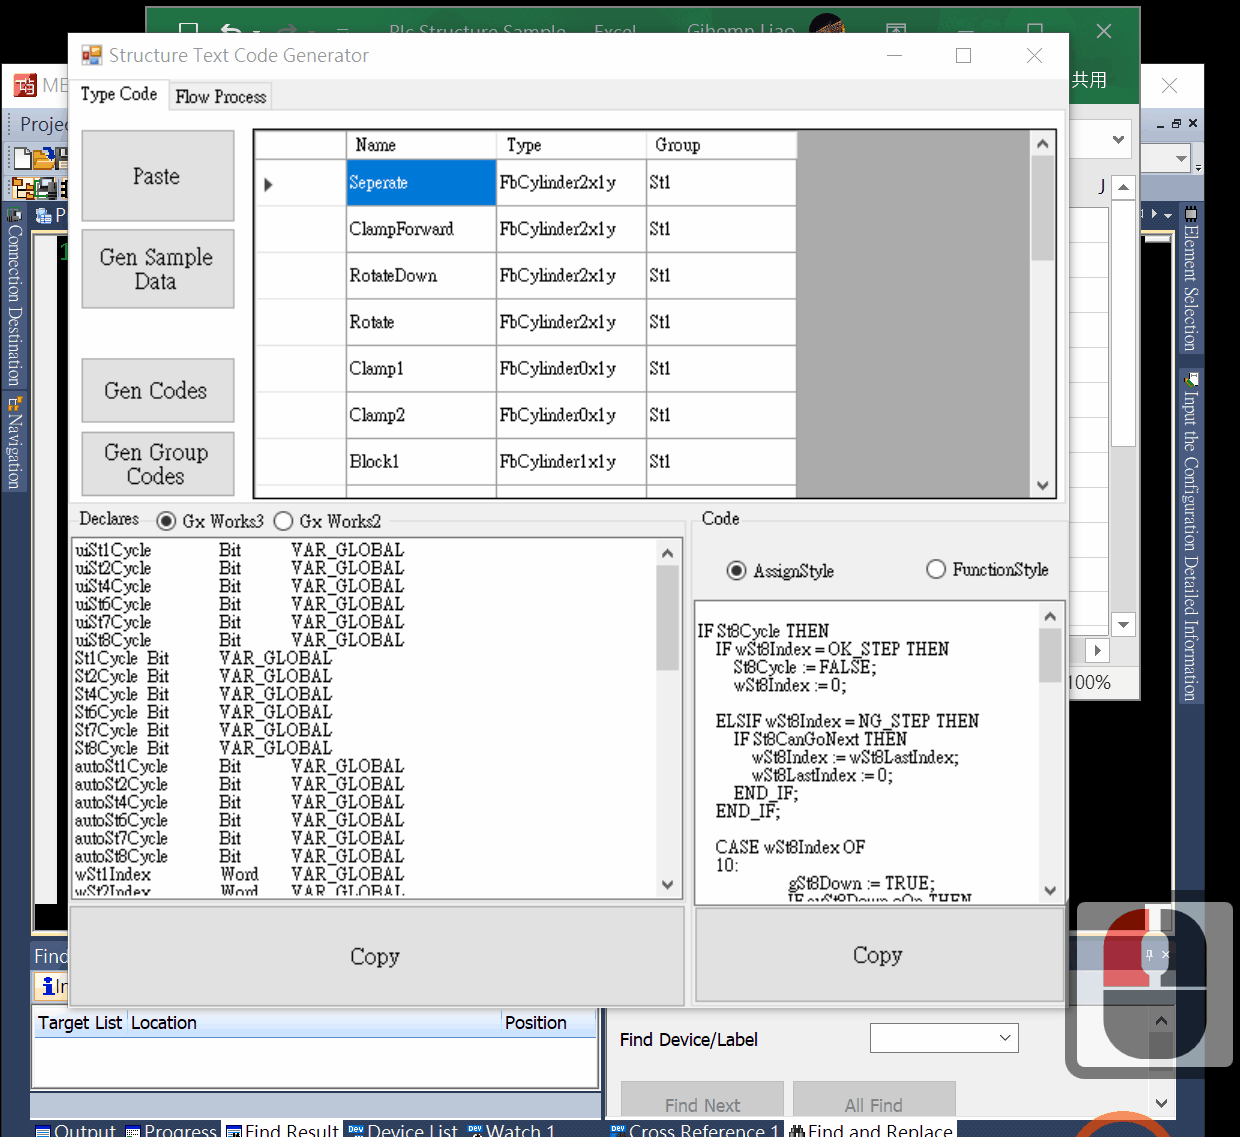 Plc Structure Sample - Excel
Gihomn Liao
Structure Text Code Generator
共用
ME
Type Code
Flow Process
Projec
Paste
Gen Sample
Data
Gen Codes
Gen Group
Codes
Name Type Group
Seperate FbCylinder2x1y St1
ClampForward FbCylinder2x1y St1
RotateDown FbCylinder2x1y St1
Rotate FbCylinder2x1y St1
Clamp1 FbCylinder0x1y St1
Clamp2 FbCylinder0x1y St1
Block1 FbCylinder1x1y St1
J
P
1
Connection Destination
Navigation
Element Selection
Input the Configuration Detailed Information
Declares Gx Works3 Gx Works2
uiSt1Cycle Bit VAR_GLOBAL
uiSt2Cycle Bit VAR_GLOBAL
uiSt4Cycle Bit VAR_GLOBAL
uiSt6Cycle Bit VAR_GLOBAL
uiSt7Cycle Bit VAR_GLOBAL
uiSt8Cycle Bit VAR_GLOBAL
St1Cycle Bit VAR_GLOBAL
St2Cycle Bit VAR_GLOBAL
St4Cycle Bit VAR_GLOBAL
St6Cycle Bit VAR_GLOBAL
St7Cycle Bit VAR_GLOBAL
St8Cycle Bit VAR_GLOBAL
autoSt1Cycle Bit VAR_GLOBAL
autoSt2Cycle Bit VAR_GLOBAL
autoSt4Cycle Bit VAR_GLOBAL
autoSt6Cycle Bit VAR_GLOBAL
autoSt7Cycle Bit VAR_GLOBAL
autoSt8Cycle Bit VAR_GLOBAL
wSt1Index Word VAR_GLOBAL
wSt2Index Word VAR_GLOBAL
Copy
Code
AssignStyle
FunctionStyle
IF St8Cycle THEN
IF wSt8Index = OK_STEP THEN
St8Cycle := FALSE;
wSt8Index := 0;
ELSIF wSt8Index = NG_STEP THEN
IF St8CanGoNext THEN
wSt8Index := wSt8LastIndex;
wSt8LastIndex := 0;
END_IF;
END_IF;
CASE wSt8Index OF
10:
gSt8Down := TRUE;
Copy
100%
Find
In
Target List Location Position
Find Device/Label
Find Next
All Find
Output
Progress
Find Result
Device List
Watch 1
Cross Reference 1
Find and Replace